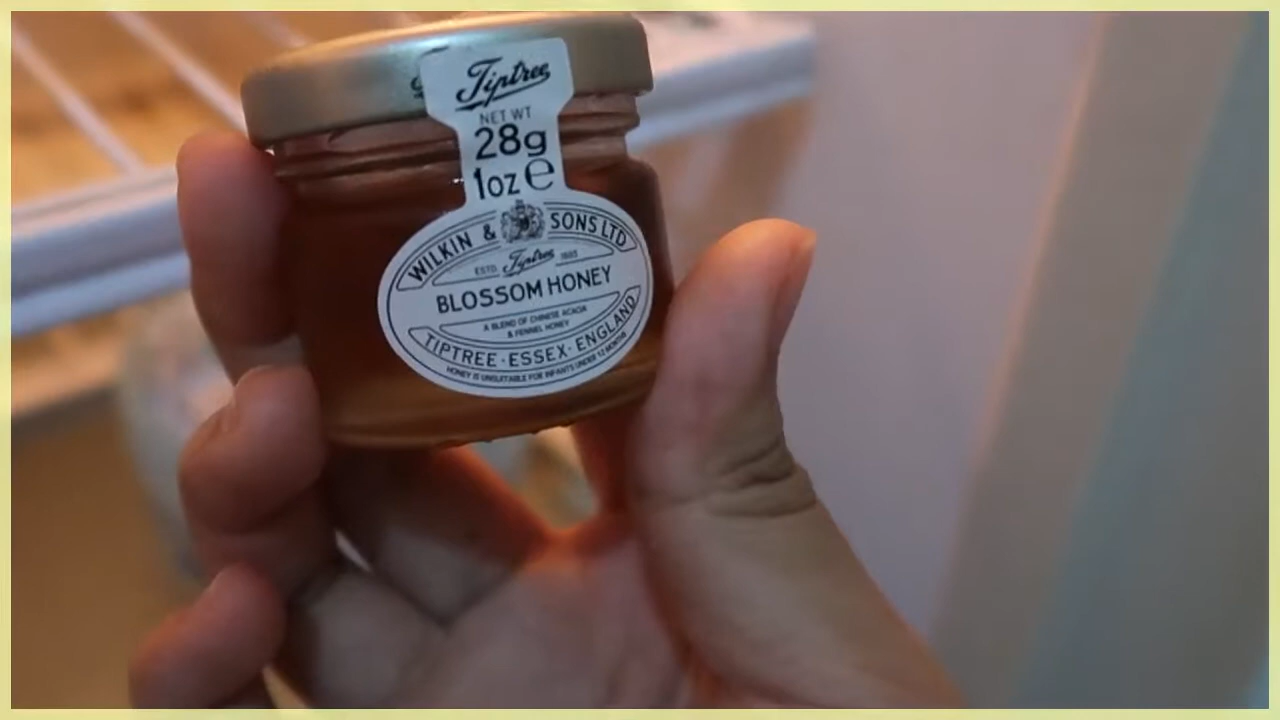 Tiptree
NET WT
28g
1oz e
WILKIN & SONS LTD
ESTD. Tiptree 1885
BLOSSOM HONEY
A BLEND OF CHINESE ACACIA
& FENNEL HONEY
TIPTREE · ESSEX · ENGLAND
HONEY IS UNSUITABLE FOR INFANTS UNDER 12 MONTHS